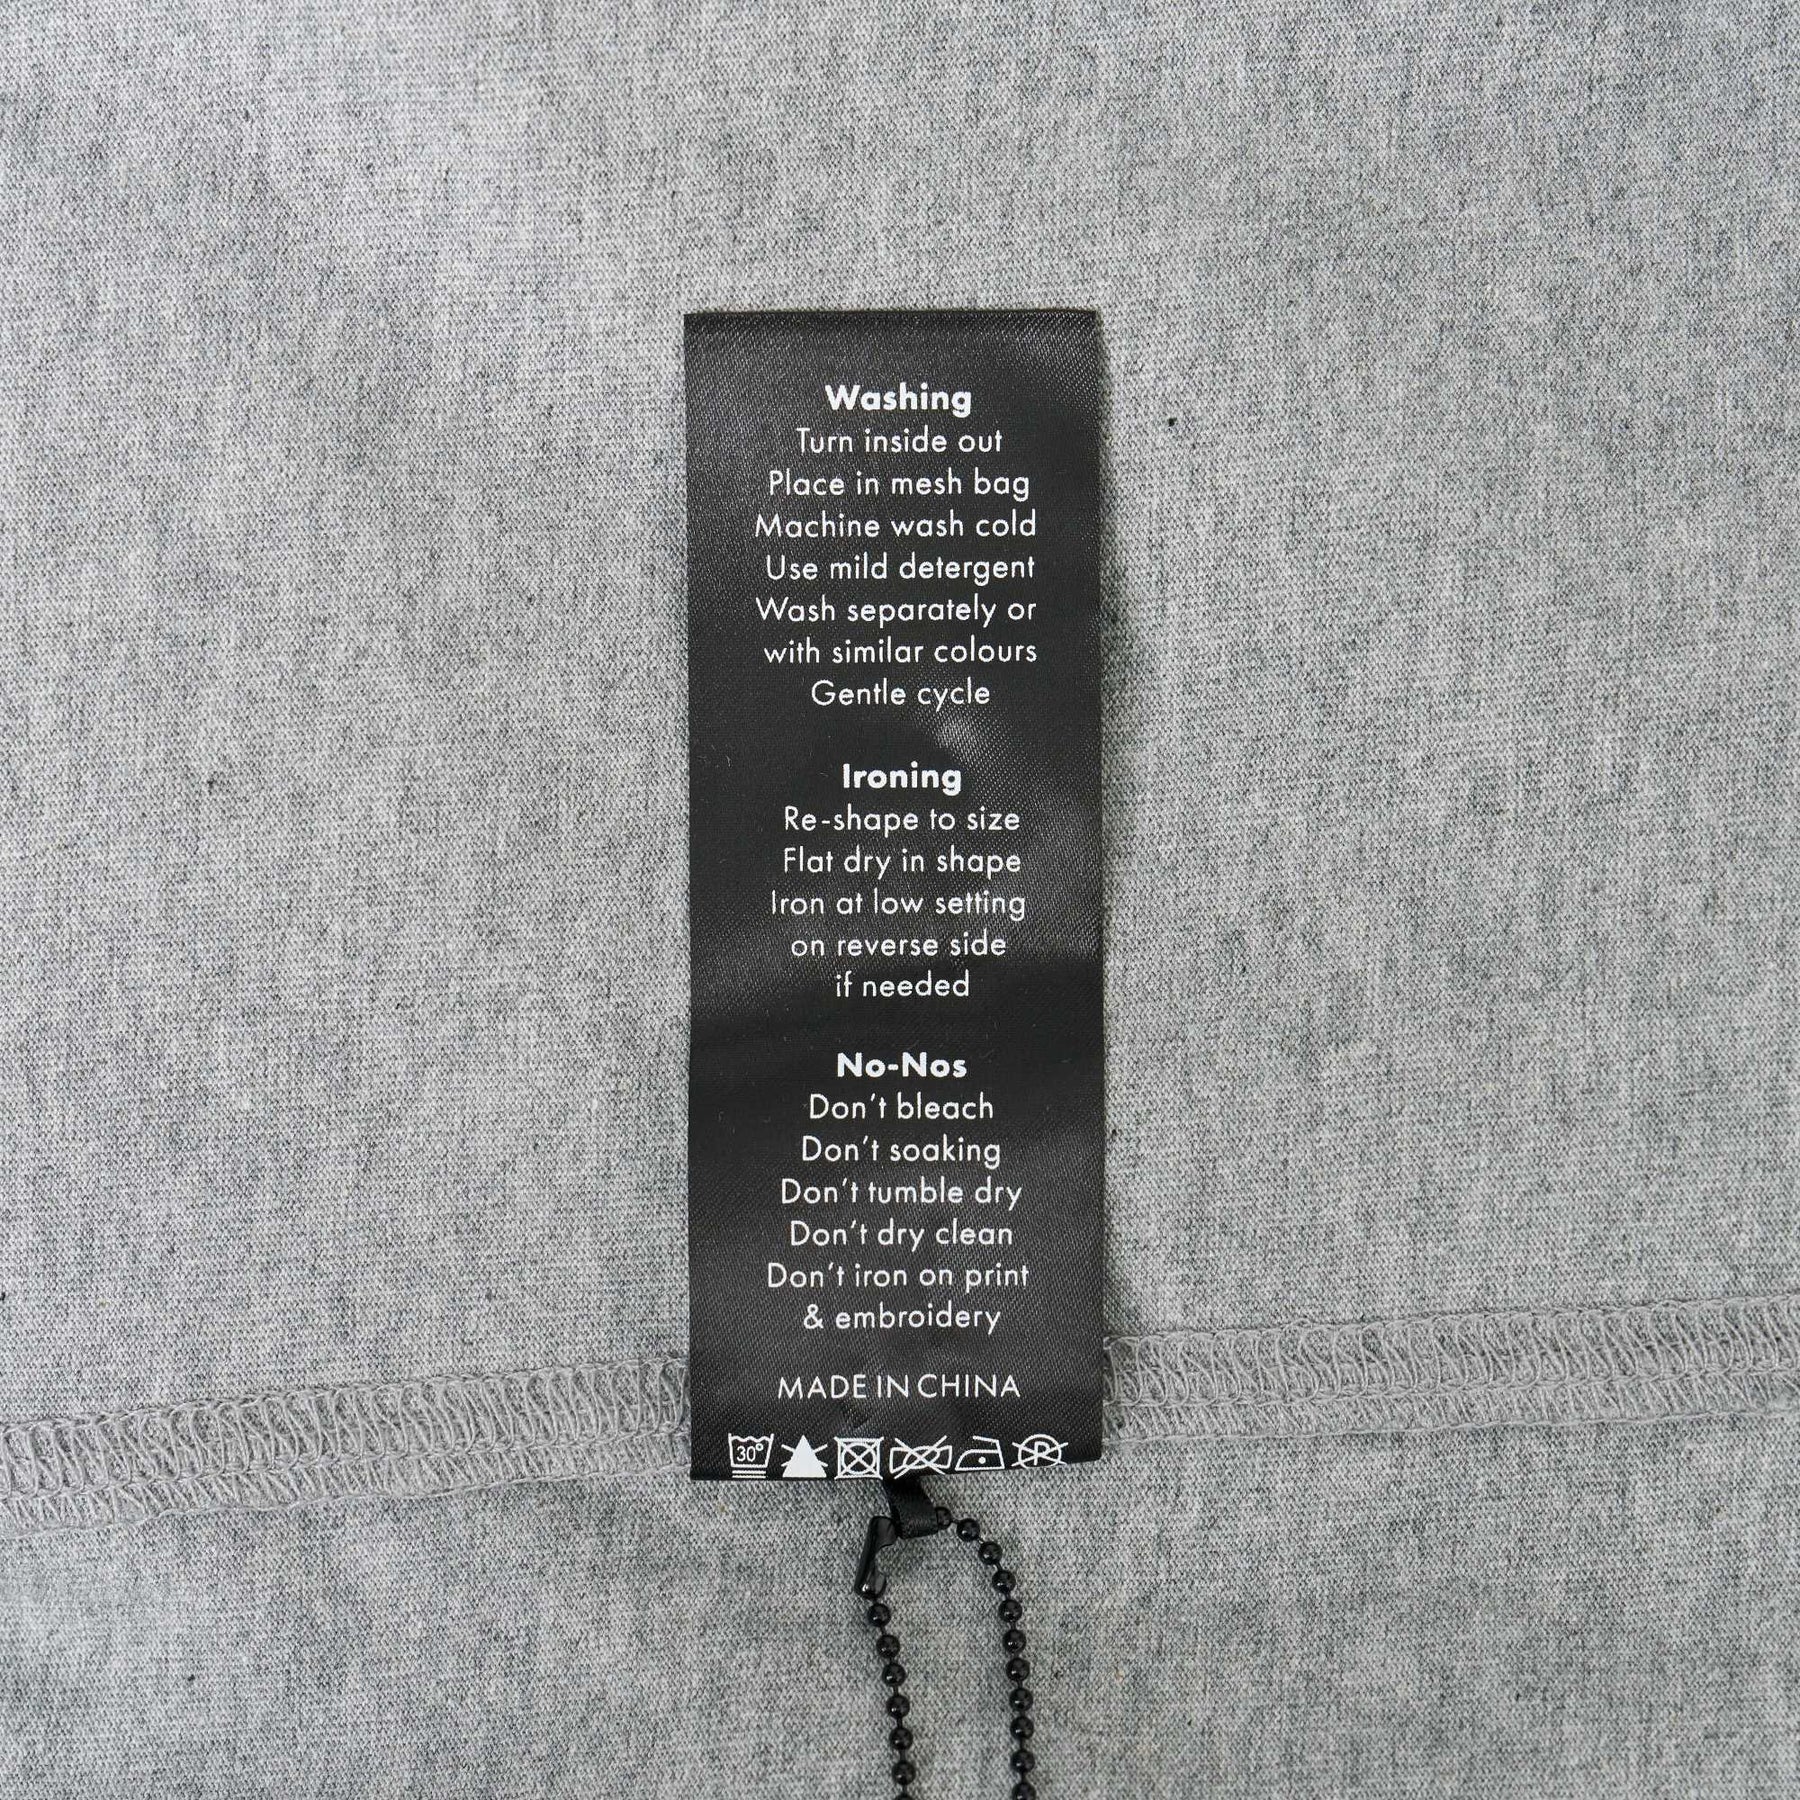 Washing
Turn inside out
Place in mesh bag
Machine wash cold
Use mild detergent
Wash separately or
with similar colours
Gentle cycle
Ironing
Re-shape to size
Flat dry in shape
Iron at low setting
on reverse side
if needed
No-Nos
Don't bleach
Don't soaking
Don't tumble dry
Don't dry clean
Don't iron on print
& embroidery
MADE IN CHINA
30° P